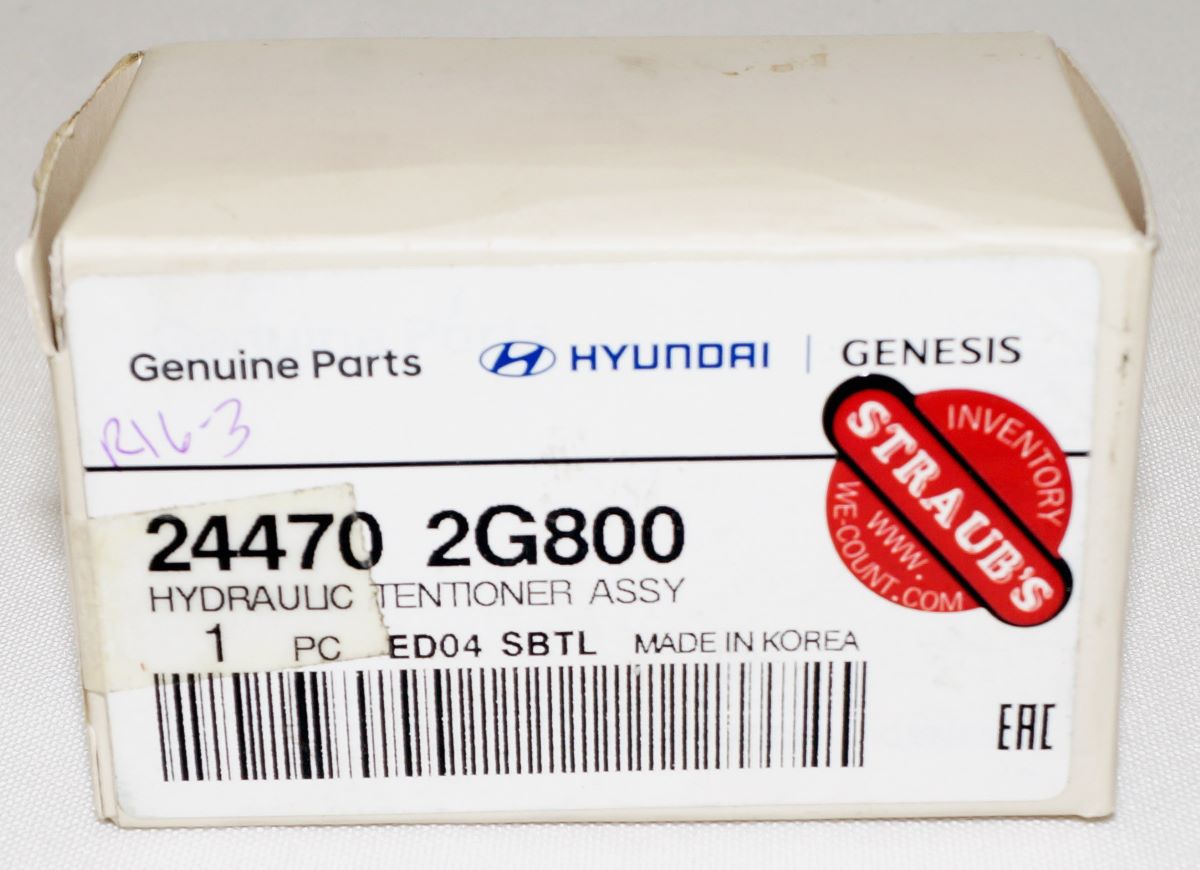 Genuine Parts HYUNDAI | GENESIS
R16-3
INVENTORY
STRAUB'S
WWW.
WE-COUNT.COM
24470 2G800
HYDRAULIC TENTIONER ASSY
1 PC ED04 SBTL MADE IN KOREA
EAC